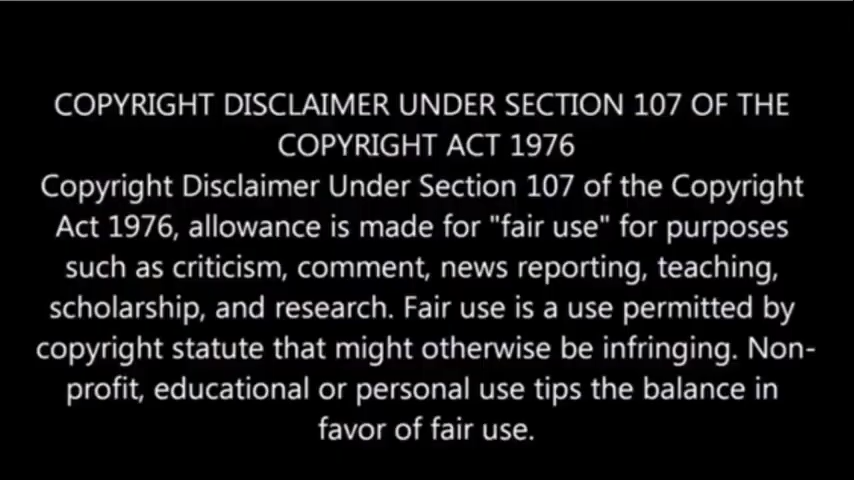 COPYRIGHT DISCLAIMER UNDER SECTION 107 OF THE
COPYRIGHT ACT 1976
Copyright Disclaimer Under Section 107 of the Copyright
Act 1976, allowance is made for "fair use" for purposes
such as criticism, comment, news reporting, teaching,
scholarship, and research. Fair use is a use permitted by
copyright statute that might otherwise be infringing. Non-
profit, educational or personal use tips the balance in
favor of fair use.